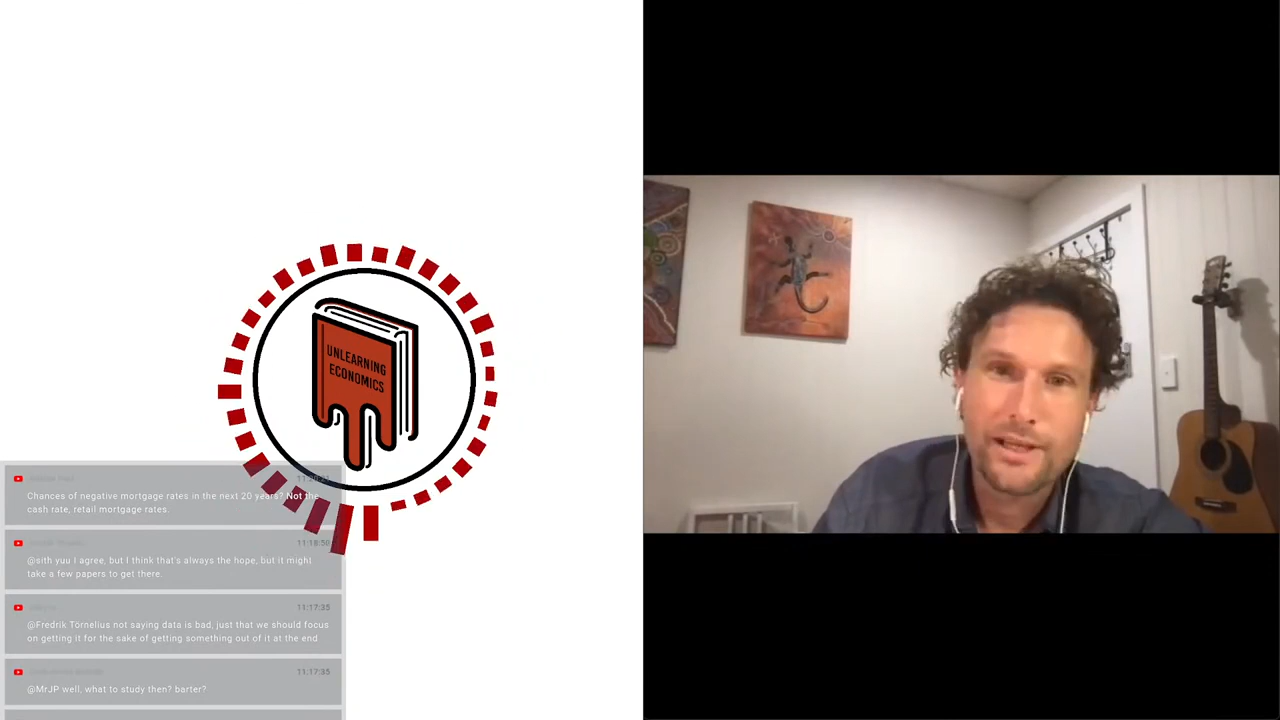 UNLEARNING
ECONOMICS
Chances of negative mortgage rates in the next 20 years? Not the
cash rate, retail mortgage rates.
11:18:50
@sith yuu I agree, but I think that's always the hope, but it might
take a few papers to get there.
11:17:35
@Fredrik Törnelius not saying data is bad, just that we should focus
on getting it for the sake of getting something out of it at the end
11:17:35
@MrJP well, what to study then? barter?